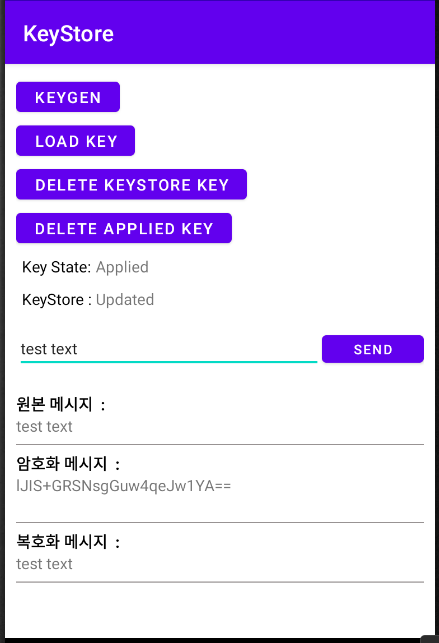 KeyStore
KEYGEN
LOAD KEY
DELETE KEYSTORE KEY
DELETE APPLIED KEY
Key State: Applied
KeyStore : Updated
test text
SEND
원본 메시지 :
test text
암호화 메시지 :
lJIS+GRSNsgGuw4qeJw1YA==
복호화 메시지 :
test text